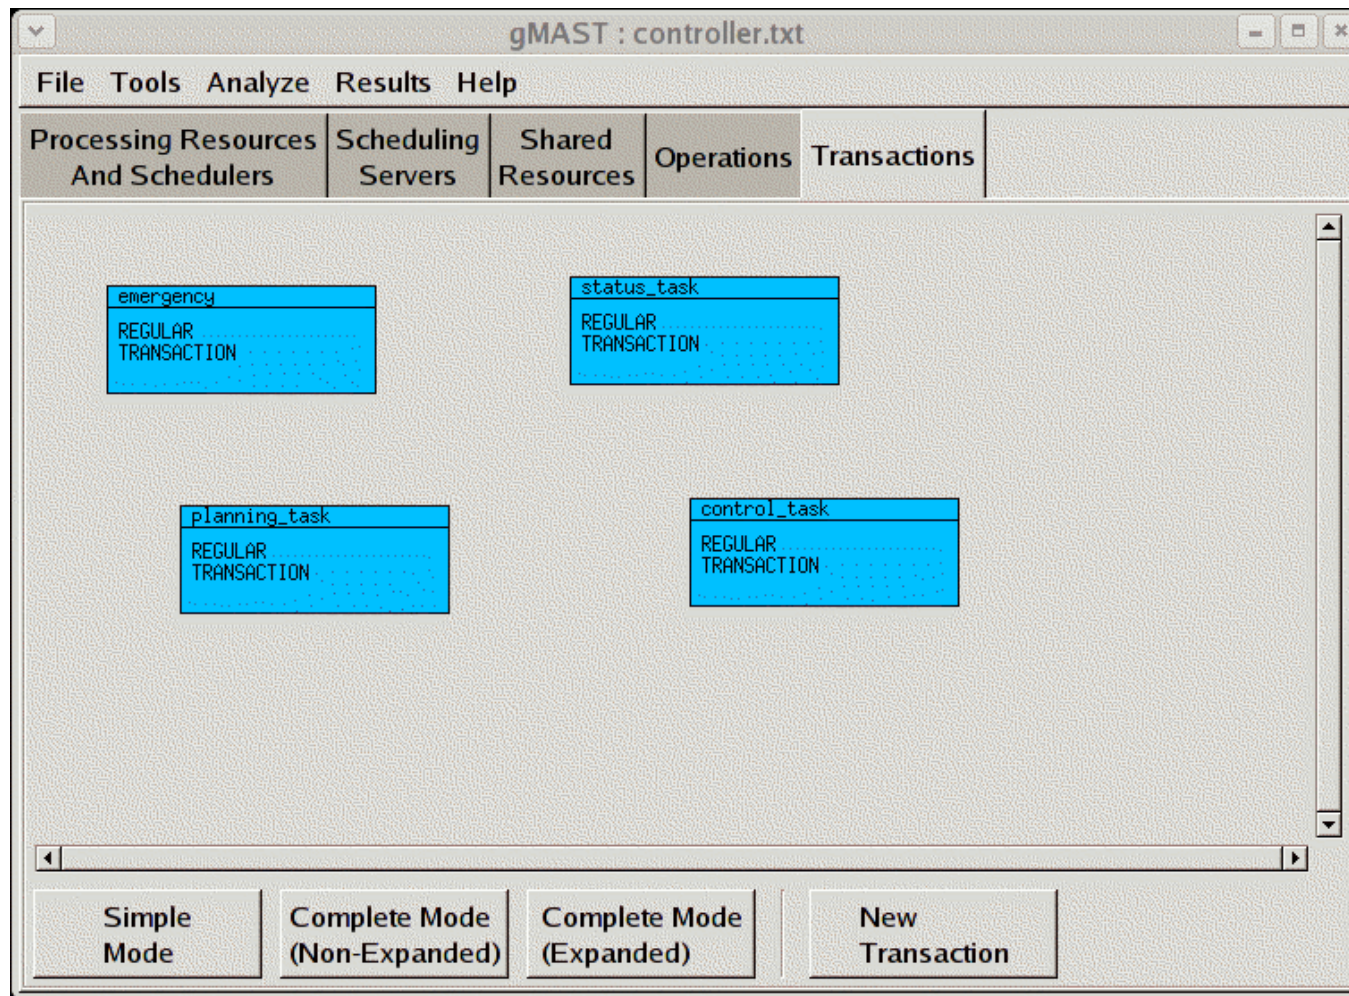 gMAST : controller.txt
File Tools Analyze Results Help
Processing Resources
And Schedulers
Scheduling
Servers
Shared
Resources
Operations
Transactions
emergency
REGULAR
TRANSACTION
status_task
REGULAR
TRANSACTION
planning_task
REGULAR
TRANSACTION
control_task
REGULAR
TRANSACTION
Simple
Mode
Complete Mode
(Non-Expanded)
Complete Mode
(Expanded)
New
Transaction